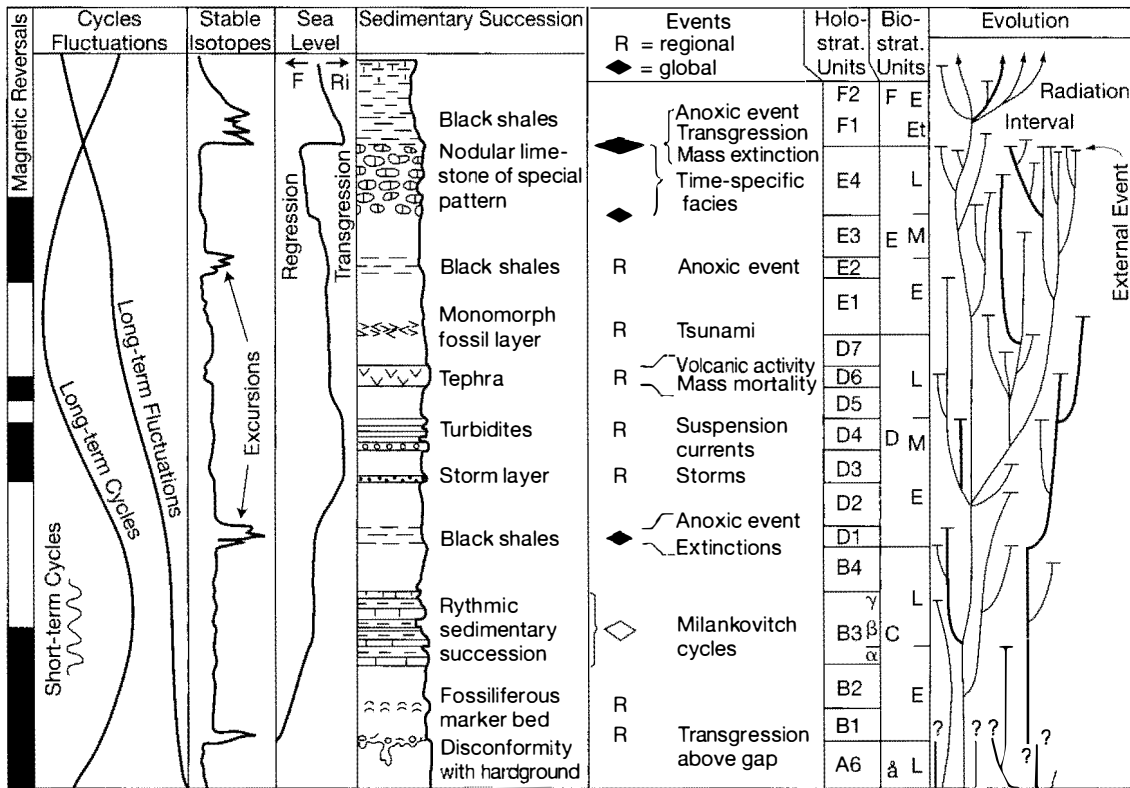 Magnetic Reversals
Cycles
Fluctuations
Stable
Isotopes
Sea
Level
Sedimentary Succession
Events
R = regional
◆ = global
Holo-
strat.
Units
Bio-
strat.
Units
Evolution
F Ri
Regression
Transgression
Long-term Cycles
Long-term Fluctuations
Short-term Cycles
Excursions
Black shales
Nodular lime-
stone of special
pattern
Black shales
Monomorph
fossil layer
Tephra
Turbidites
Storm layer
Black shales
Rythmic
sedimentary
succession
Fossiliferous
marker bed
Disconformity
with hardground
Anoxic event
Transgression
Mass extinction
Time-specific
facies
R Anoxic event
R Tsunami
Volcanic activity
R
Mass mortality
R Suspension
currents
R Storms
Anoxic event
Extinctions
Milankovitch
cycles
R
R Transgression
above gap
F2
F1
E4
E3
E2
E1
D7
D6
D5
D4
D3
D2
D1
B4
B3
γ
β
α
B2
B1
A6
F E
Et
L
E M
E
L
D M
E
L
C
E
å L
Radiation
Interval
External Event
? ? ? ? ?